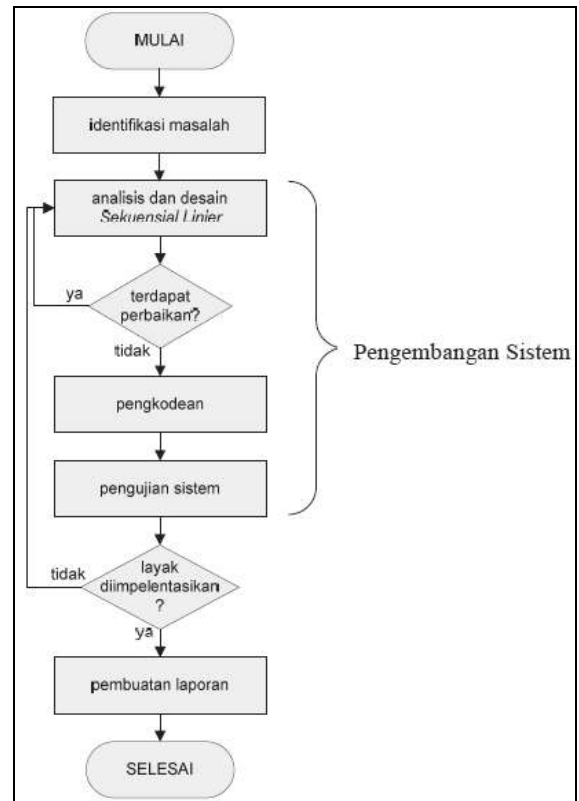 MULAI
identifikasi masalah
analisis dan desain
Sekuensial Linier
ya
terdapat
perbaikan?
tidak
Pengembangan Sistem
pengkodean
pengujian sistem
tidak
layak
diimpelentasikan
?
ya
pembuatan laporan
SELESAI